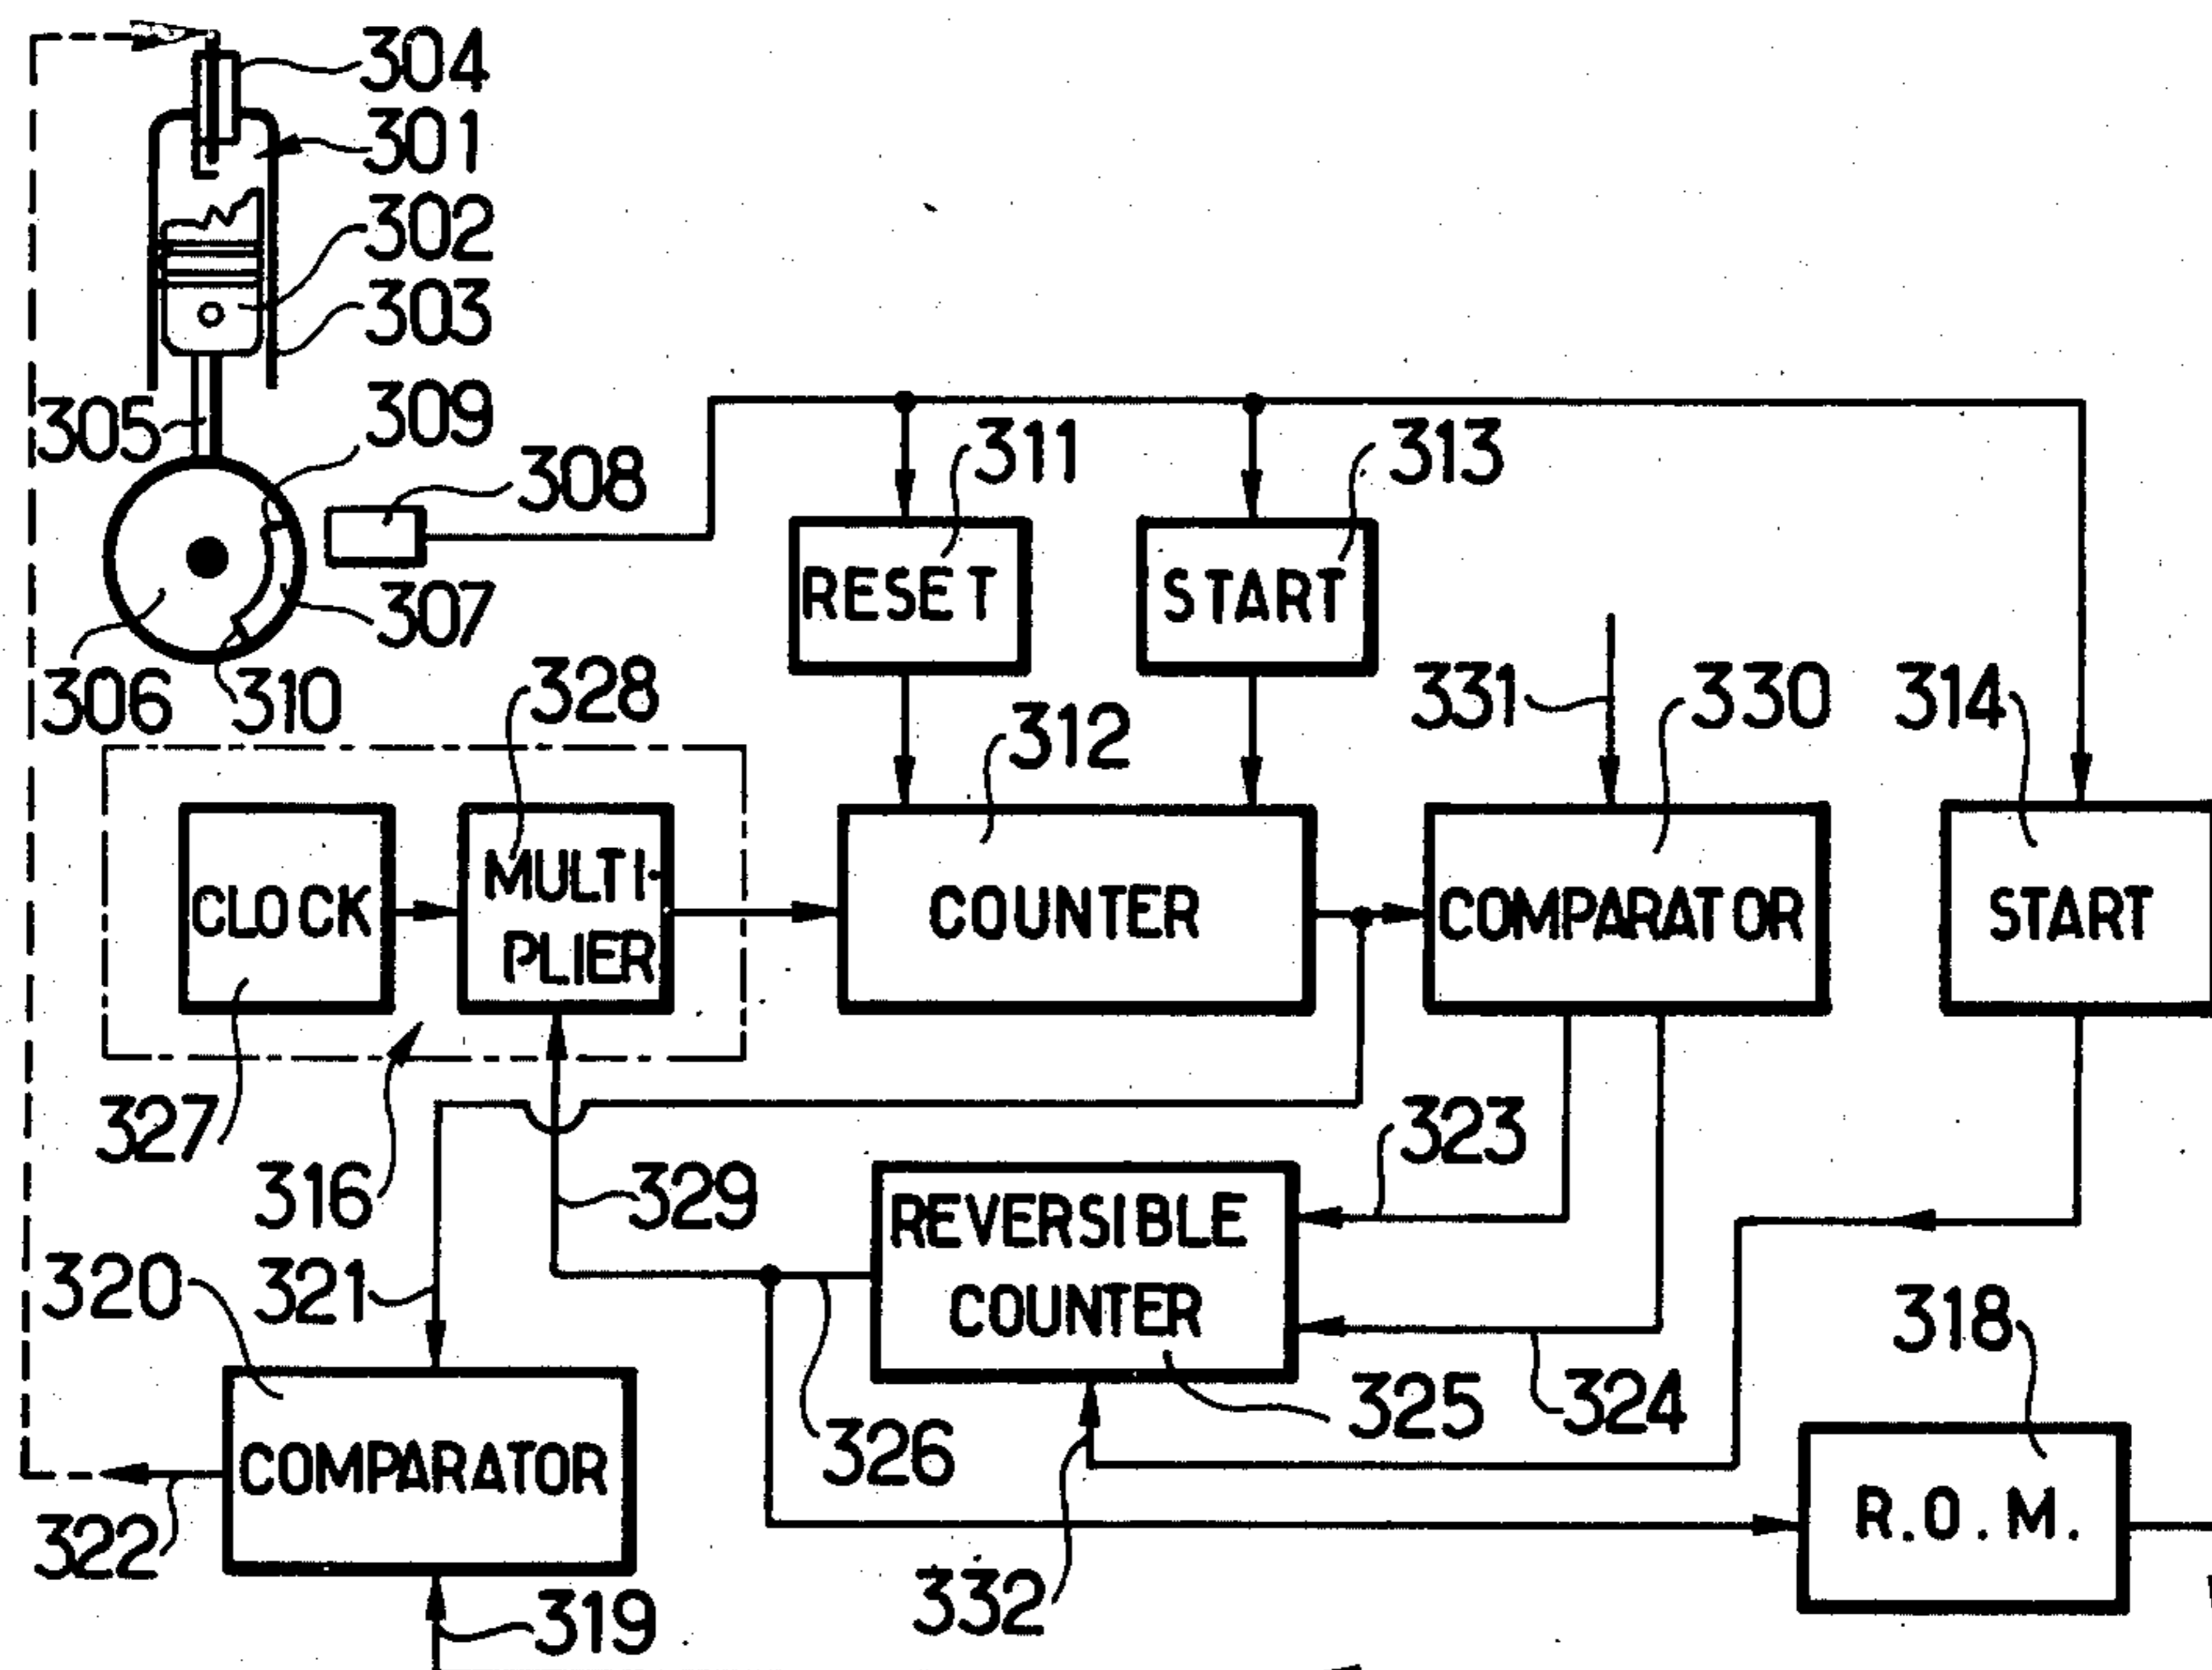 304
301
302
303
309
305
308
311
313
307
RESET
START
306
310
328
312
331
330
314
CLOCK
MULTI-
PLIER
COUNTER
COMPARATOR
START
327
316
329
323
REVERSIBLE
COUNTER
320
321
318
325
324
326
COMPARATOR
R.O.M.
322
332
319